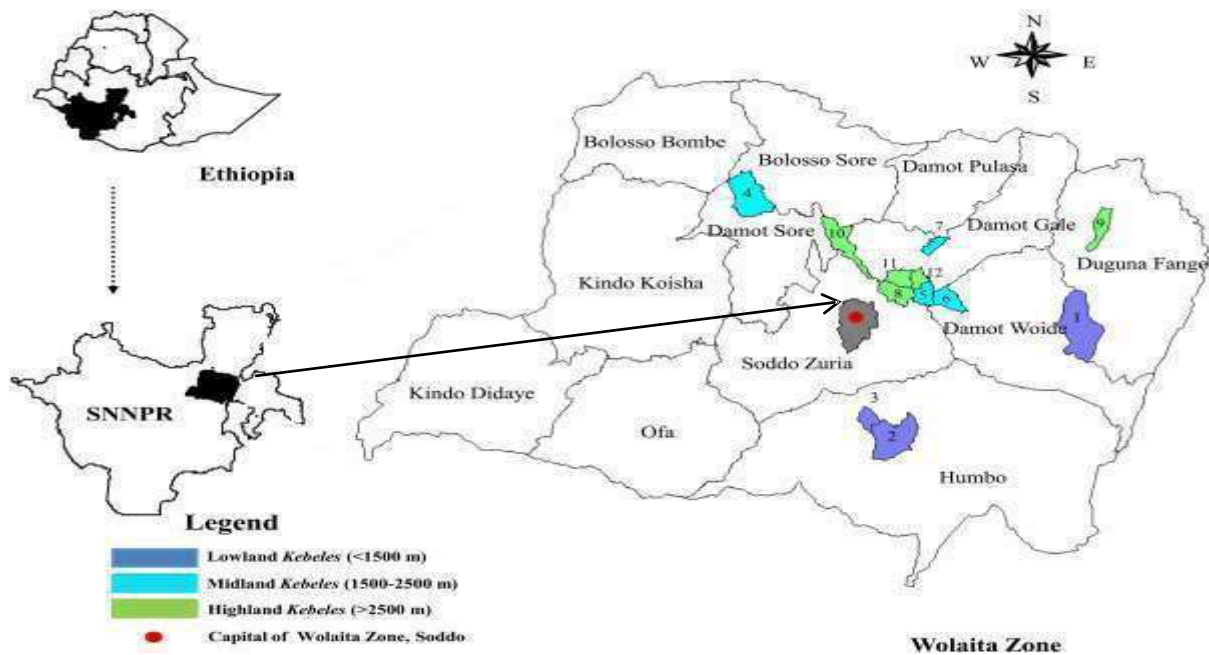 N
W E
S
Ethiopia
Bolosso Bombe
Bolosso Sore
Damot Pulasa
4
Damot Sore
10
7
Damot Gale
9
Duguna Fango
Kindo Koisha
11
12
8
5
6
Damot Woide
1
Soddo Zuria
Kindo Didaye
SNNPR
Ofa
3
2
Humbo
Legend
Lowland Kebeles (<1500 m)
Midland Kebeles (1500-2500 m)
Highland Kebeles (>2500 m)
Capital of Wolaita Zone, Soddo
Wolaita Zone